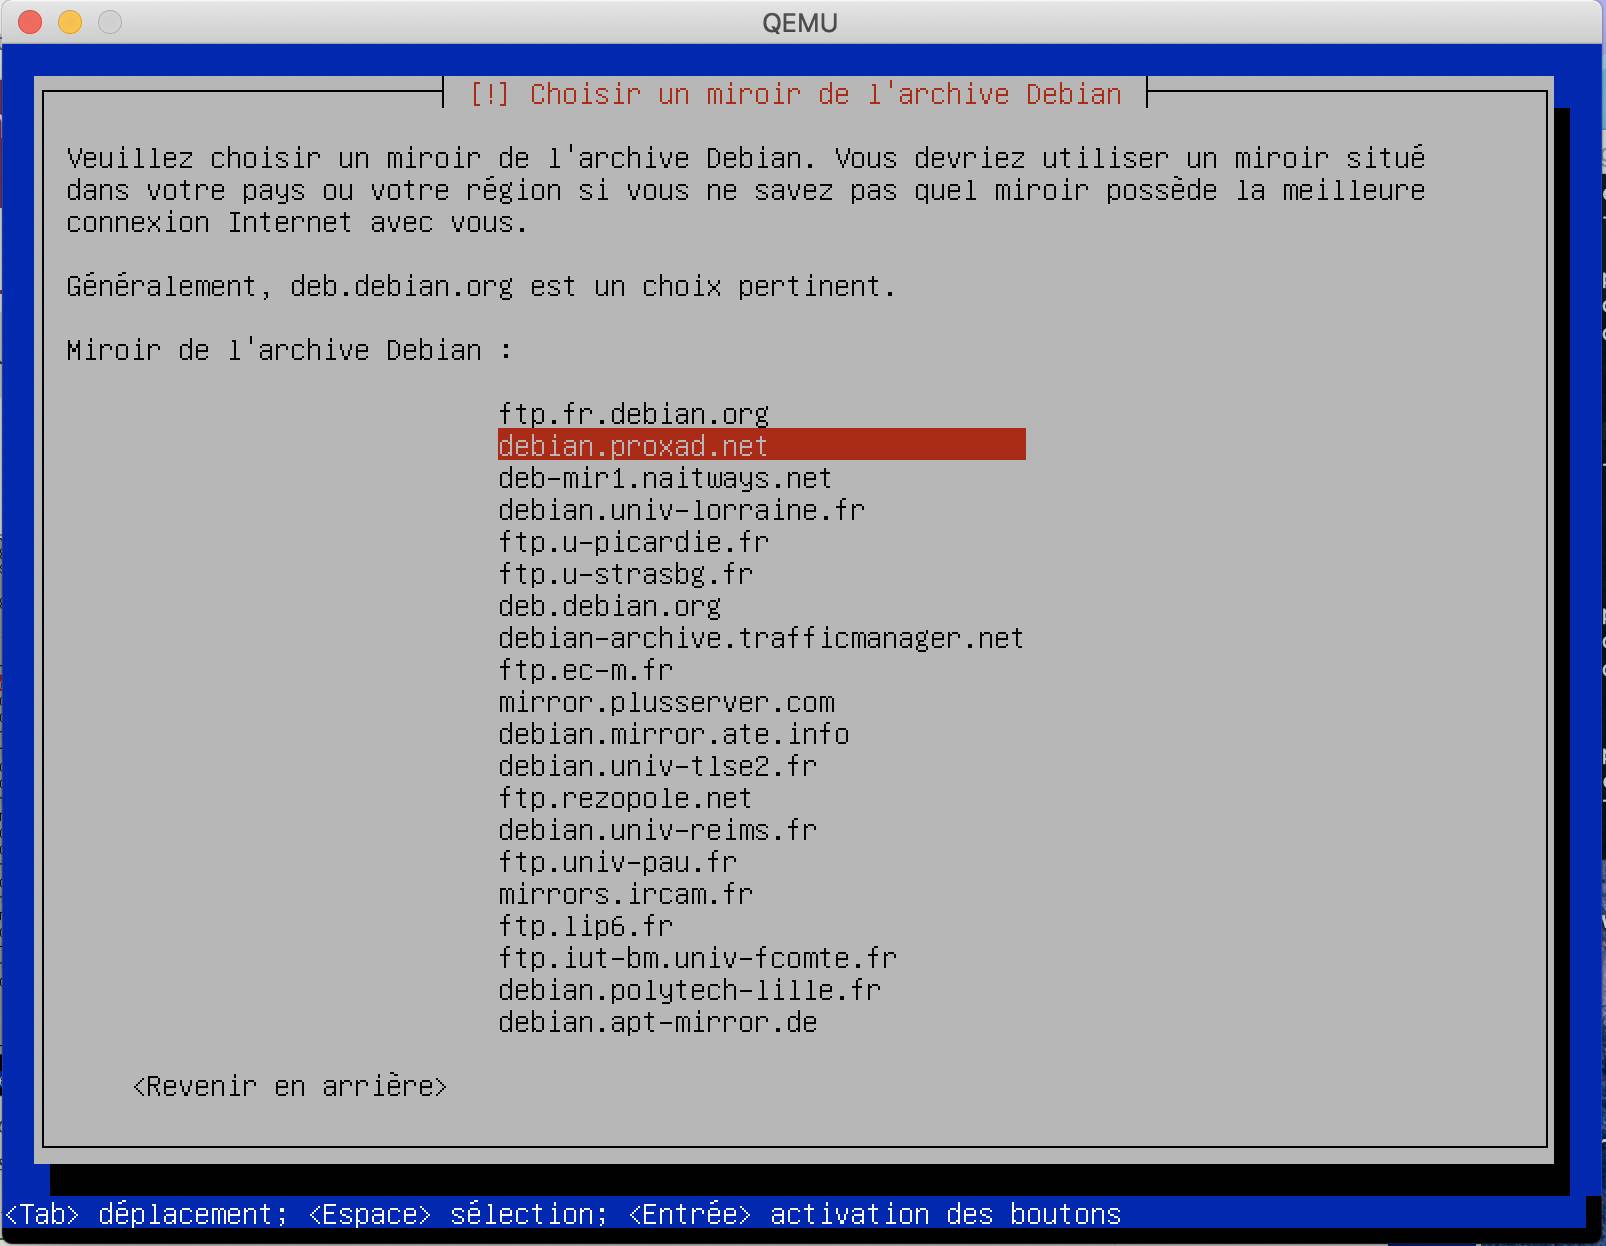 QEMU
[!] Choisir un miroir de l'archive Debian
Veuillez choisir un miroir de l'archive Debian. Vous devriez utiliser un miroir situé
dans votre pays ou votre région si vous ne savez pas quel miroir possède la meilleure
connexion Internet avec vous.
Généralement, deb.debian.org est un choix pertinent.
Miroir de l'archive Debian :
ftp.fr.debian.org
debian.proxad.net
deb-mir1.naitways.net
debian.univ-lorraine.fr
ftp.u-picardie.fr
ftp.u-strasbg.fr
deb.debian.org
debian-archive.trafficmanager.net
ftp.ec-m.fr
mirror.plusserver.com
debian.mirror.ate.info
debian.univ-tlse2.fr
ftp.rezopole.net
debian.univ-reims.fr
ftp.univ-pau.fr
mirrors.ircam.fr
ftp.lip6.fr
ftp.iut-bm.univ-fcomte.fr
debian.polytech-lille.fr
debian.apt-mirror.de
<Revenir en arrière>
<Tab> déplacement; <Espace> sélection; <Entrée> activation des boutons